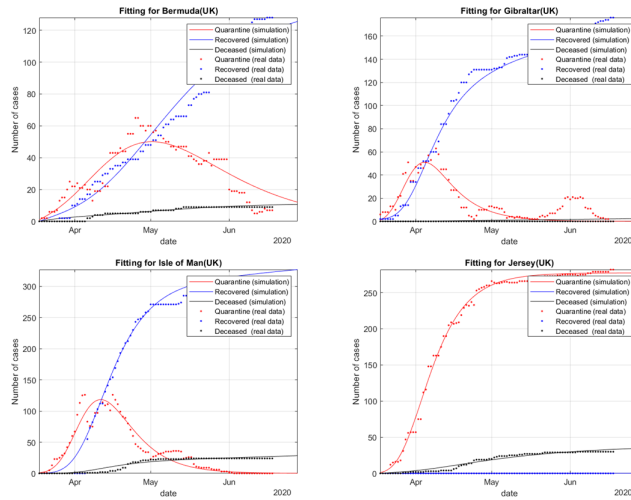 Fitting for Bermuda(UK)
Number of cases
120
100
80
60
40
20
0
Quarantine (simulation)
Recovered (simulation)
Deceased (simulation)
Quarantine (real data)
Recovered (real data)
Deceased (real data)
Apr
May
Jun
date
2020
Fitting for Gibraltar(UK)
Number of cases
160
140
120
100
80
60
40
20
0
Quarantine (simulation)
Recovered (simulation)
Deceased (simulation)
Quarantine (real data)
Recovered (real data)
Deceased (real data)
Apr
May
Jun
date
2020
Fitting for Isle of Man(UK)
Number of cases
300
250
200
150
100
50
0
Quarantine (simulation)
Recovered (simulation)
Deceased (simulation)
Quarantine (real data)
Recovered (real data)
Deceased (real data)
Apr
May
Jun
date
2020
Fitting for Jersey(UK)
Number of cases
250
200
150
100
50
0
Quarantine (simulation)
Recovered (simulation)
Deceased (simulation)
Quarantine (real data)
Recovered (real data)
Deceased (real data)
Apr
May
Jun
date
2020